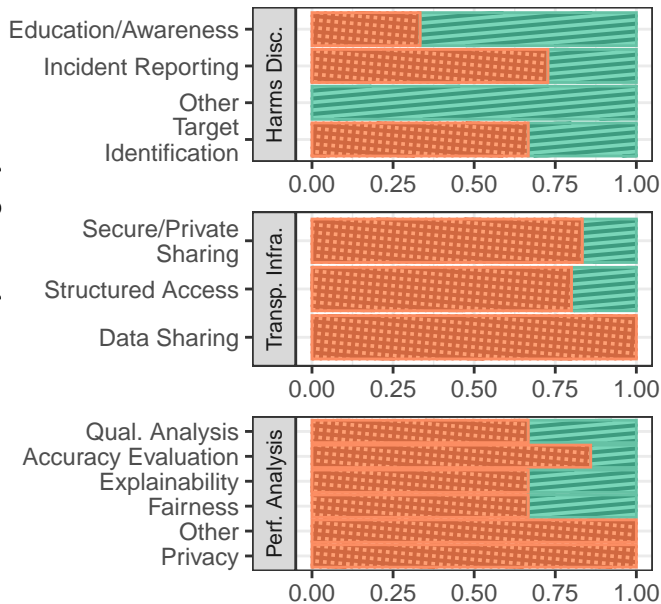 Education/Awareness
Incident Reporting
Other
Target
Identification
Harms Disc.
0.00 0.25 0.50 0.75 1.00
Secure/Private
Sharing
Structured Access
Data Sharing
Transp. Infra.
0.00 0.25 0.50 0.75 1.00
Qual. Analysis
Accuracy Evaluation
Explainability
Fairness
Other
Privacy
Perf. Analysis
0.00 0.25 0.50 0.75 1.00